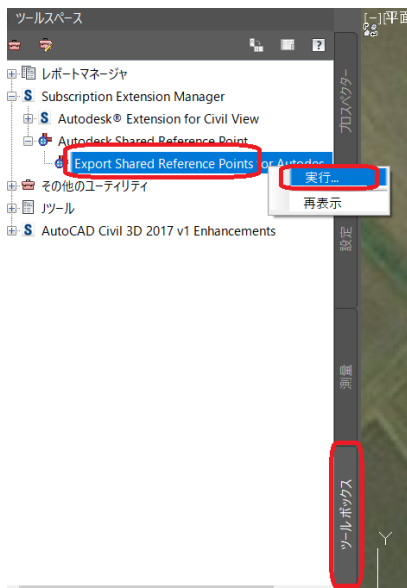 ツールスペース
[-][平面
?
レポートマネージャ
Subscription Extension Manager
Autodesk® Extension for Civil View
Autodesk Shared Reference Point
Export Shared Reference Points for Autodes
実行...
再表示
その他のユーティリティ
Jツール
AutoCAD Civil 3D 2017 v1 Enhancements
プロスペクター
設定
測量
ツールボックス
Y